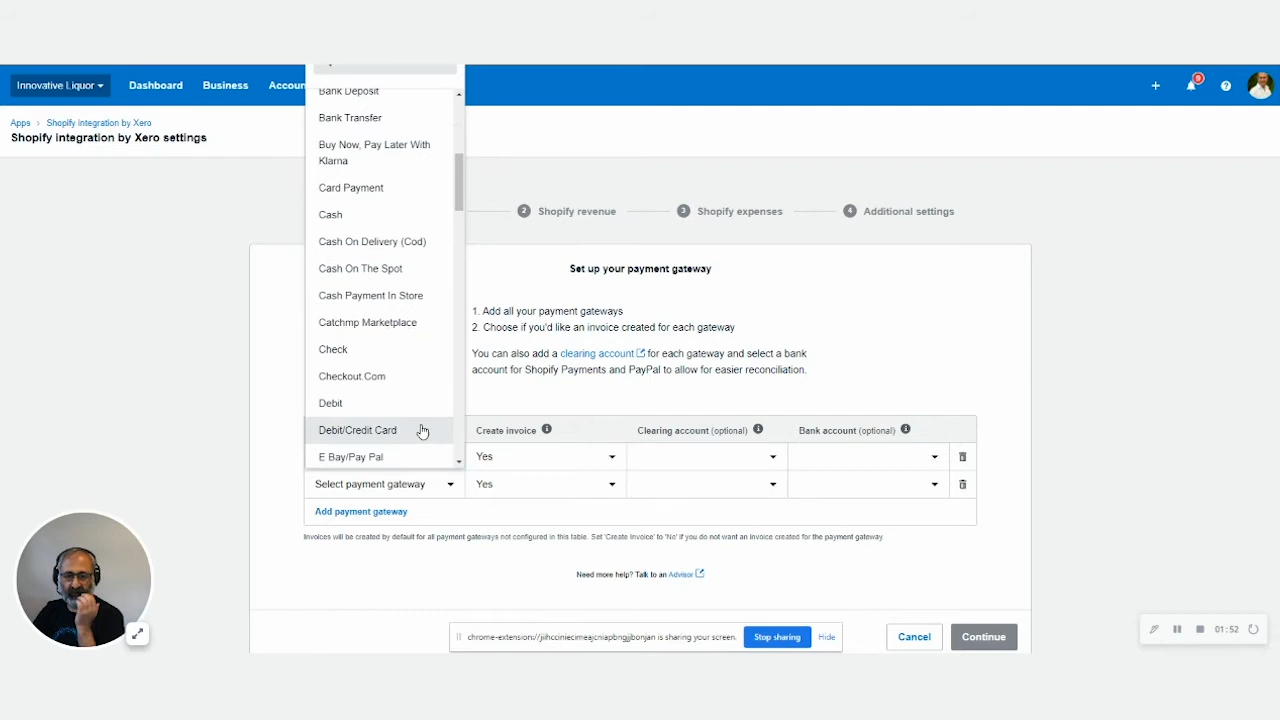 Innovative Liquor
Dashboard
Business
Accoun
9
Apps
Shopify integration by Xero
Shopify integration by Xero settings
2 Shopify revenue
3 Shopify expenses
4 Additional settings
Bank Deposit
Bank Transfer
Buy Now, Pay Later With
Klarna
Card Payment
Cash
Cash On Delivery (Cod)
Cash On The Spot
Cash Payment In Store
Catchmp Marketplace
Check
Checkout.Com
Debit
Debit/Credit Card
E Bay/Pay Pal
Set up your payment gateway
1. Add all your payment gateways
2. Choose if you'd like an invoice created for each gateway
You can also add a clearing account for each gateway and select a bank
account for Shopify Payments and PayPal to allow for easier reconciliation.
Create invoice
Clearing account (optional)
Bank account (optional)
Yes
Select payment gateway
Yes
Add payment gateway
Invoices will be created by default for all payment gateways not configured in this table. Set 'Create Invoice' to 'No' if you do not want an invoice created for the payment gateway.
Need more help? Talk to an Advisor
chrome-extension://jiihcciniecimeajcniapbngjjbonjan is sharing your screen.
Stop sharing
Hide
Cancel
Continue
01:52